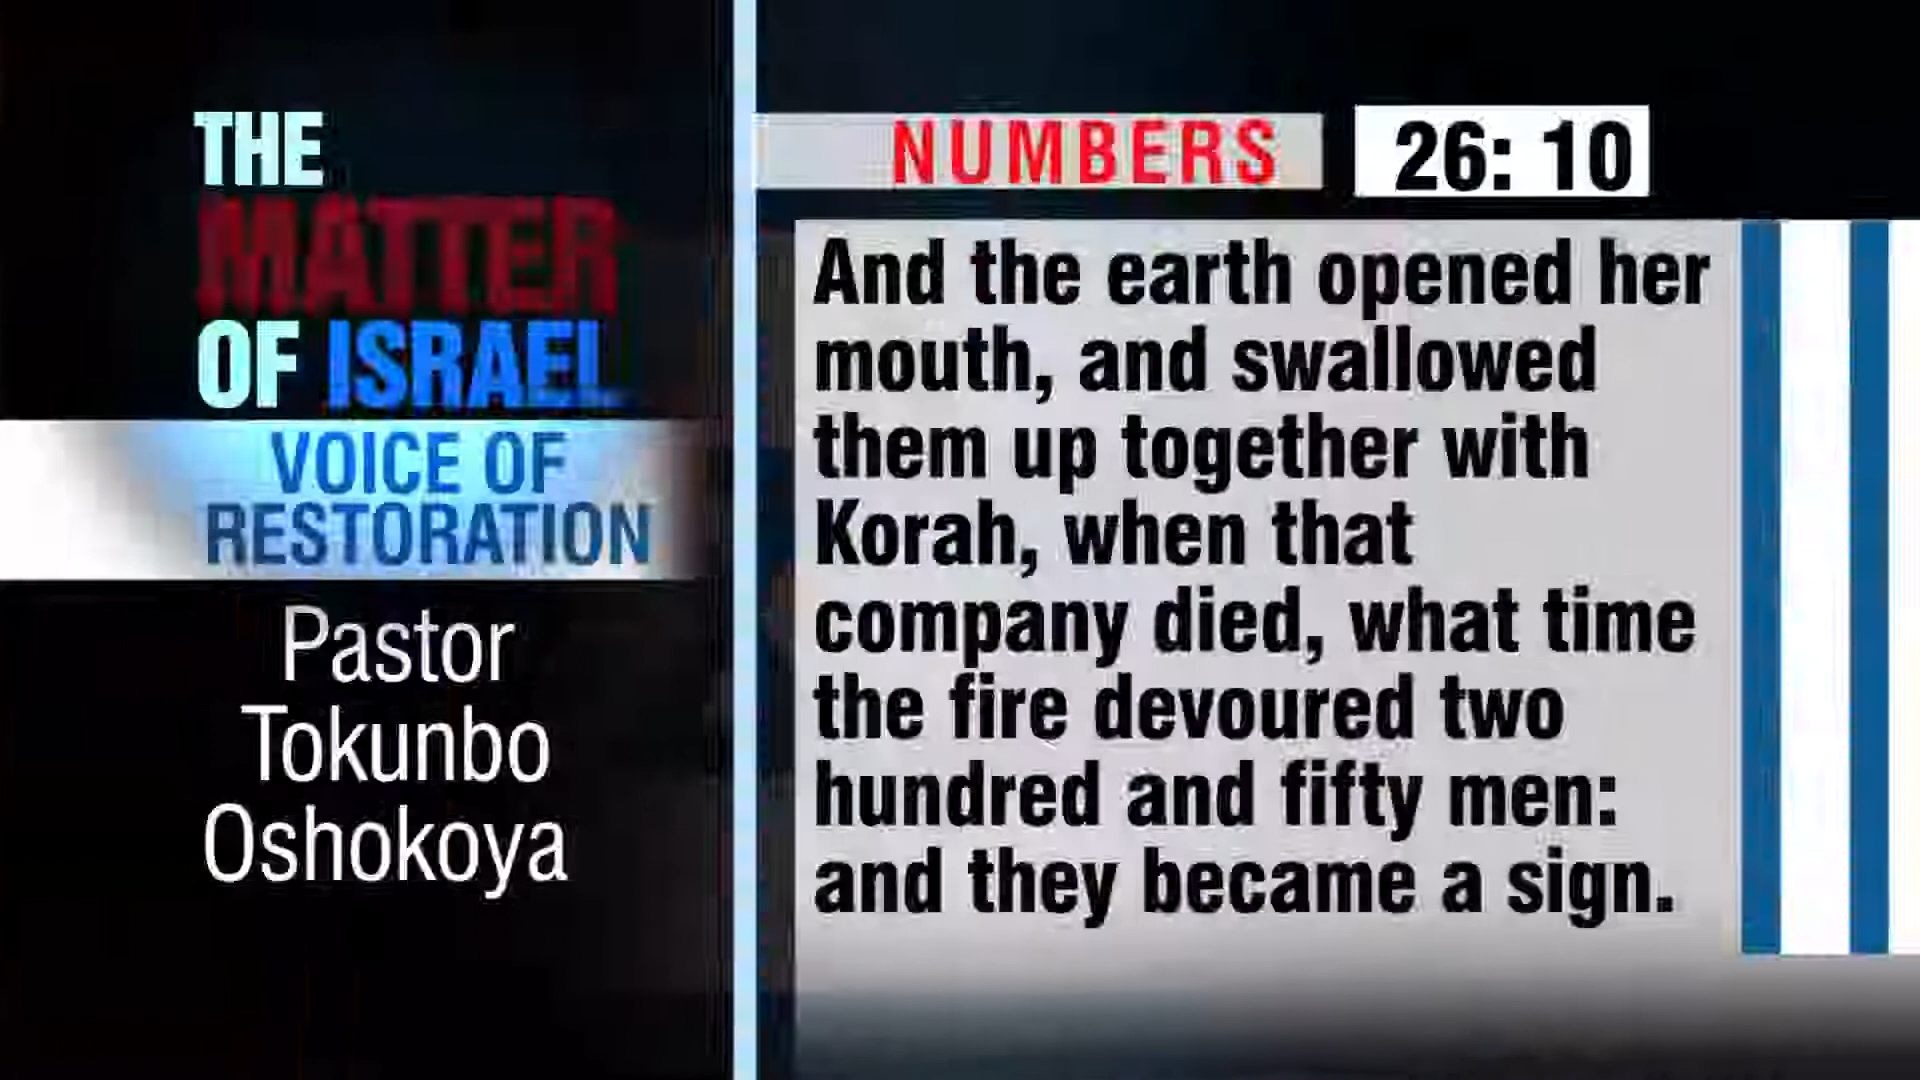 THE
MATTER
OF ISRAEL
VOICE OF
RESTORATION
Pastor
Tokunbo
Oshokoya
NUMBERS 26: 10
And the earth opened her
mouth, and swallowed
them up together with
Korah, when that
company died, what time
the fire devoured two
hundred and fifty men:
and they became a sign.